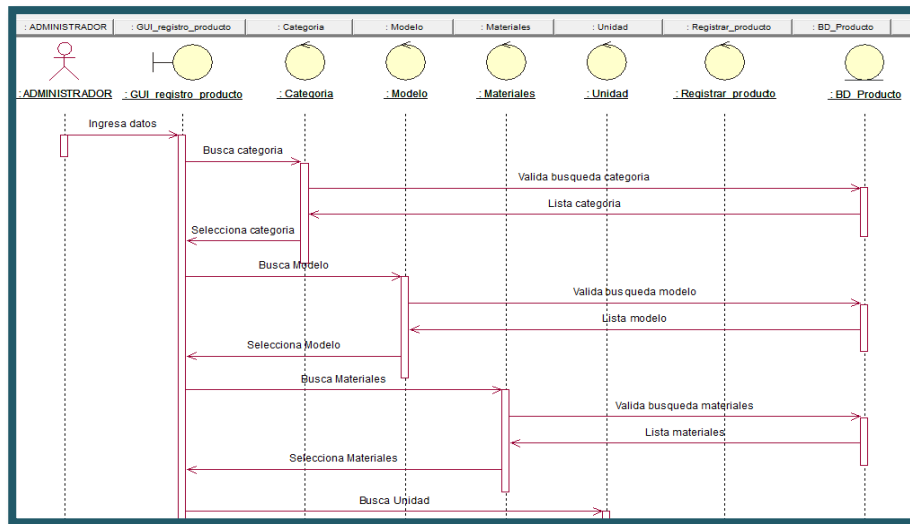 : ADMINISTRADOR : GUI_registro_producto : Categoria : Modelo : Materiales : Unidad : Registrar_producto : BD_Producto
: ADMINISTRADOR : GUI_registro_producto : Categoria : Modelo : Materiales : Unidad : Registrar_producto : BD_Producto
Ingresa datos
Busca categoria
Valida busqueda categoria
Lista categoria
Selecciona categoria
Busca Modelo
Valida busqueda modelo
Lista modelo
Selecciona Modelo
Busca Materiales
Valida busqueda materiales
Lista materiales
Selecciona Materiales
Busca Unidad